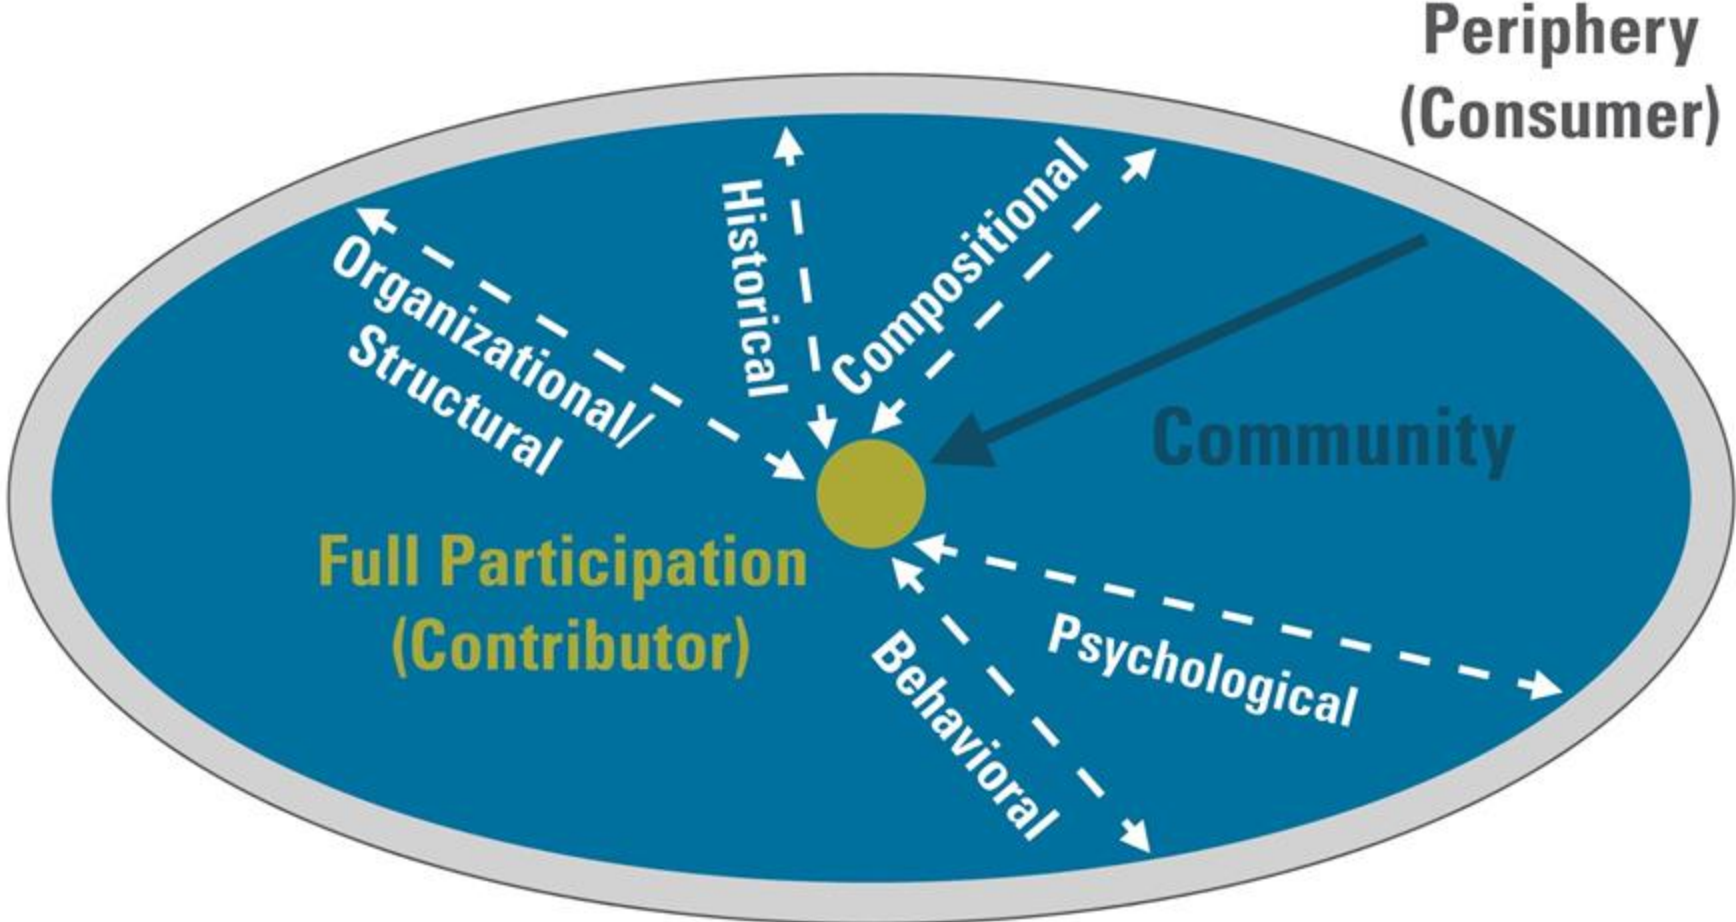 Periphery
(Consumer)
Organizational/
Structural
Historical
Compositional
Community
Full Participation
(Contributor)
Psychological
Behavioral